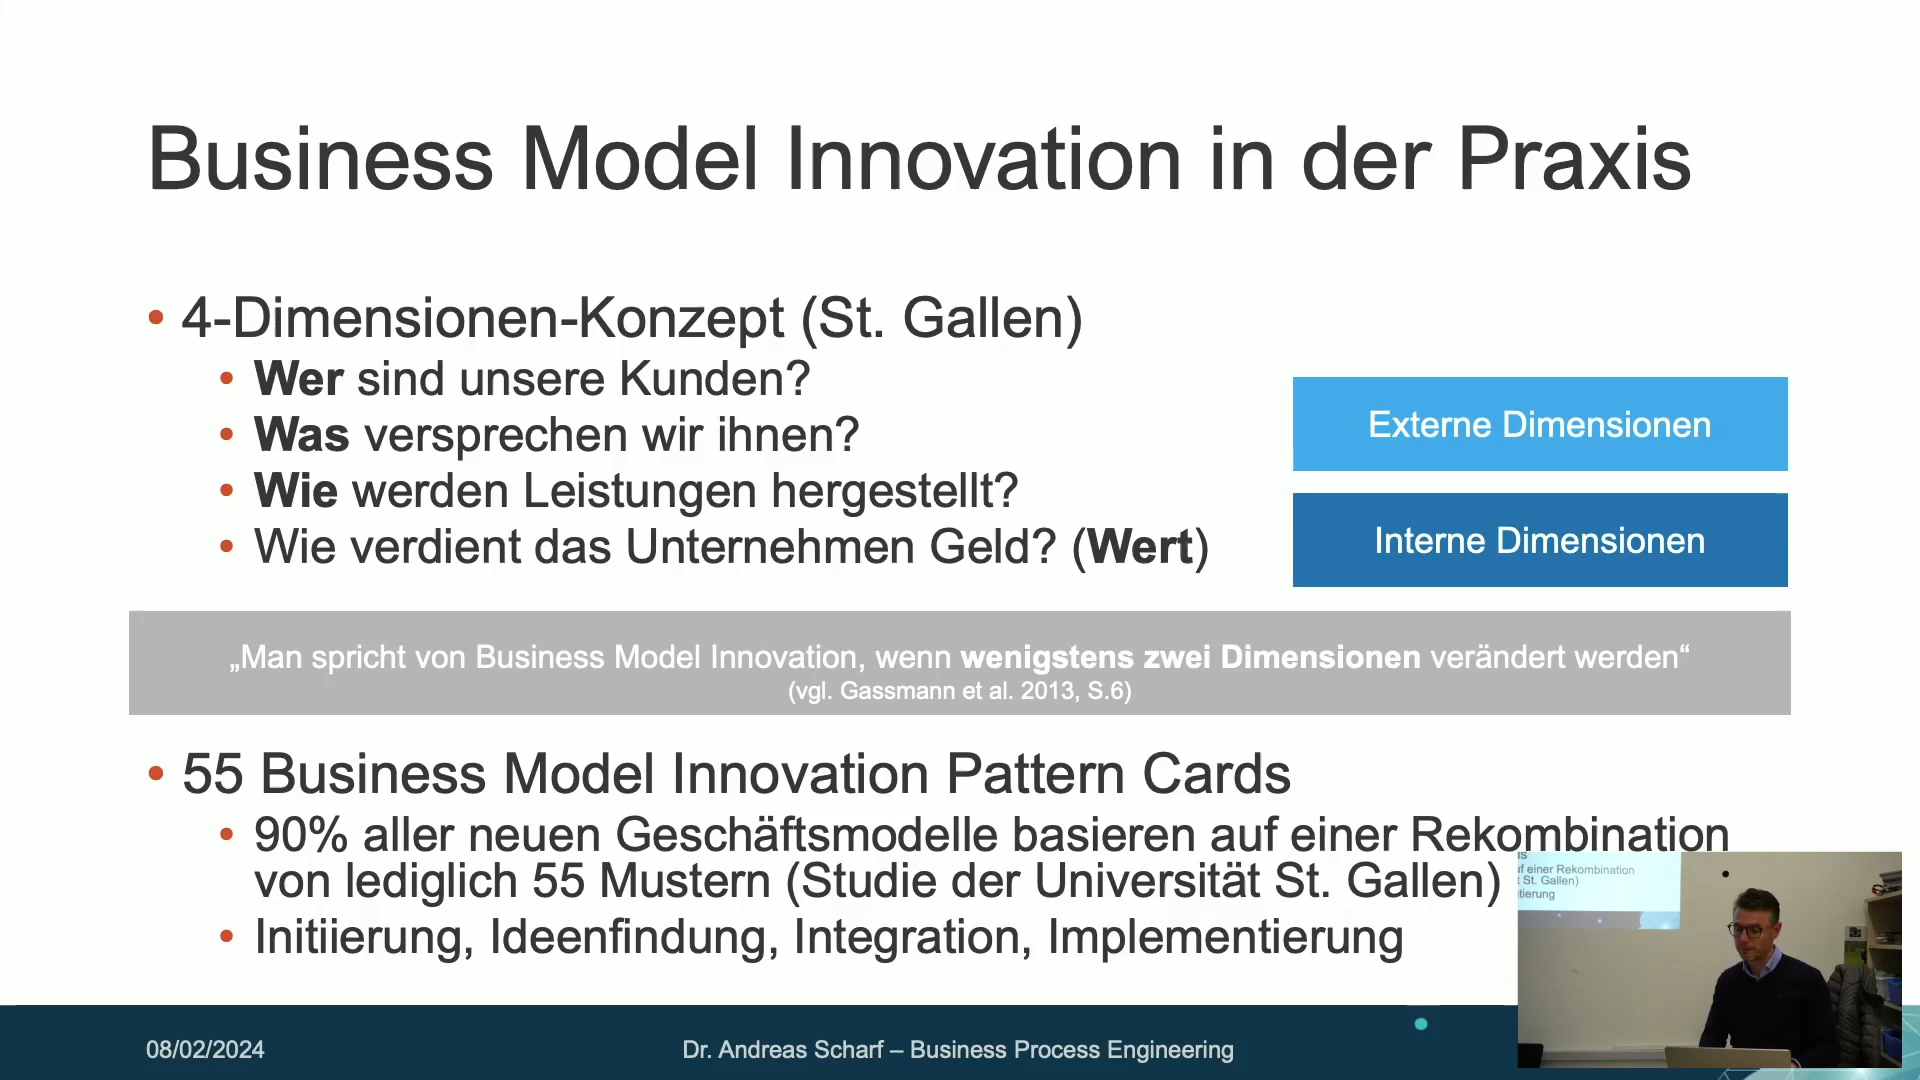 Business Model Innovation in der Praxis
• 4-Dimensionen-Konzept (St. Gallen)
• Wer sind unsere Kunden?
• Was versprechen wir ihnen?
• Wie werden Leistungen hergestellt?
• Wie verdient das Unternehmen Geld? (Wert)
Externe Dimensionen
Interne Dimensionen
„Man spricht von Business Model Innovation, wenn wenigstens zwei Dimensionen verändert werden“
(vgl. Gassmann et al. 2013, S.6)
• 55 Business Model Innovation Pattern Cards
• 90% aller neuen Geschäftsmodelle basieren auf einer Rekombination
von lediglich 55 Mustern (Studie der Universität St. Gallen)
• Initiierung, Ideenfindung, Integration, Implementierung
einer Rekombination
St. Gallen)
08/02/2024
Dr. Andreas Scharf – Business Process Engineering